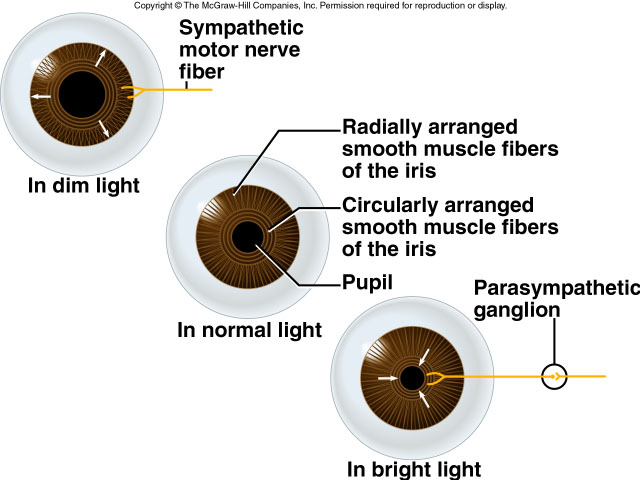 Copyright © The McGraw-Hill Companies, Inc. Permission required for reproduction or display.
Sympathetic
motor nerve
fiber
In dim light
Radially arranged
smooth muscle fibers
of the iris
Circularly arranged
smooth muscle fibers
of the iris
Pupil
In normal light
Parasympathetic
ganglion
In bright light